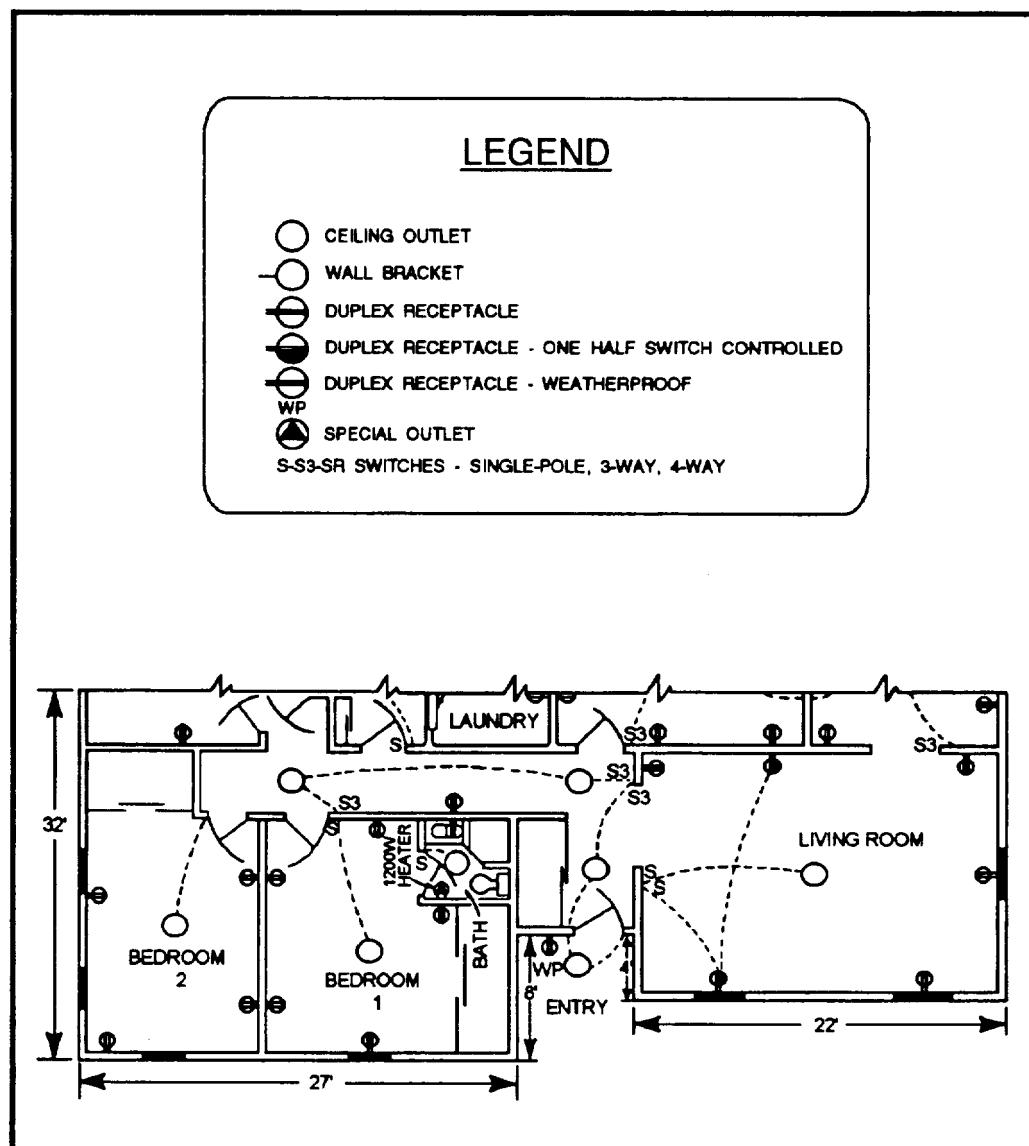 LEGEND
CEILING OUTLET
WALL BRACKET
DUPLEX RECEPTACLE
DUPLEX RECEPTACLE - ONE HALF SWITCH CONTROLLED
DUPLEX RECEPTACLE - WEATHERPROOF
WP
SPECIAL OUTLET
S-S3-SR SWITCHES - SINGLE-POLE, 3-WAY, 4-WAY
LAUNDRY
S
S3
S3
S3
S3
S3
32'
S
1200W
HEATER
S
LIVING ROOM
S
S
BATH
BEDROOM
2
BEDROOM
1
WP
4'
8'
ENTRY
22'
27'